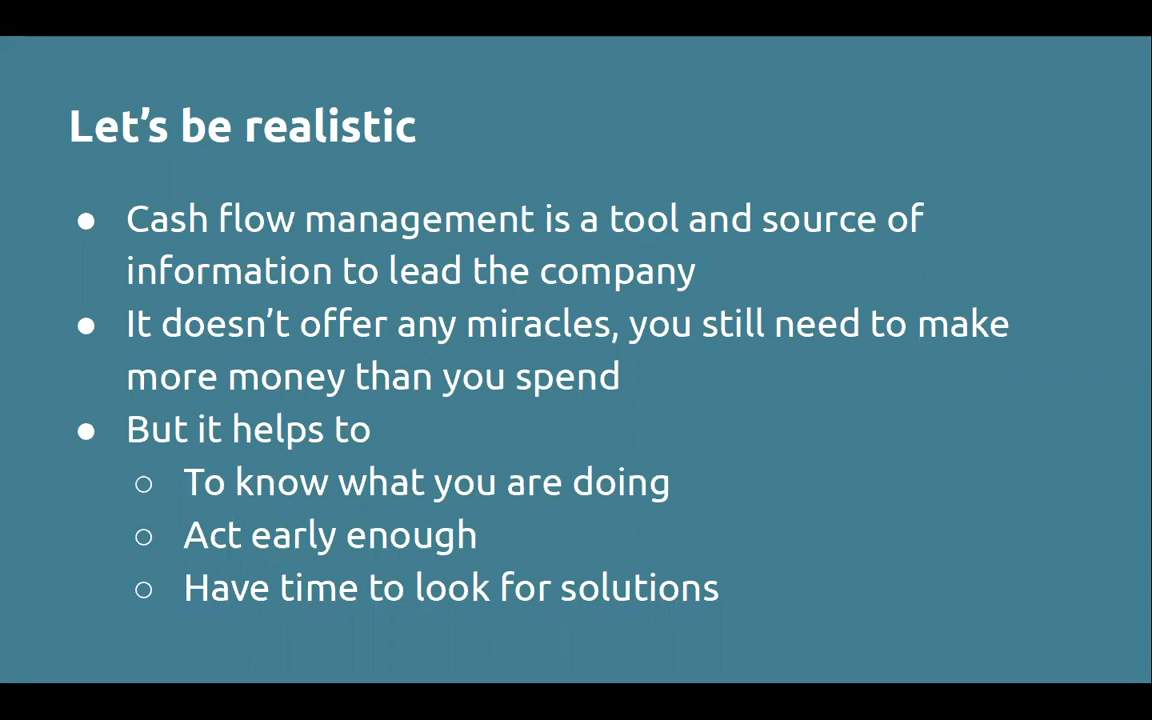 Let’s be realistic
● Cash flow management is a tool and source of
information to lead the company
● It doesn’t offer any miracles, you still need to make
more money than you spend
● But it helps to
○ To know what you are doing
○ Act early enough
○ Have time to look for solutions